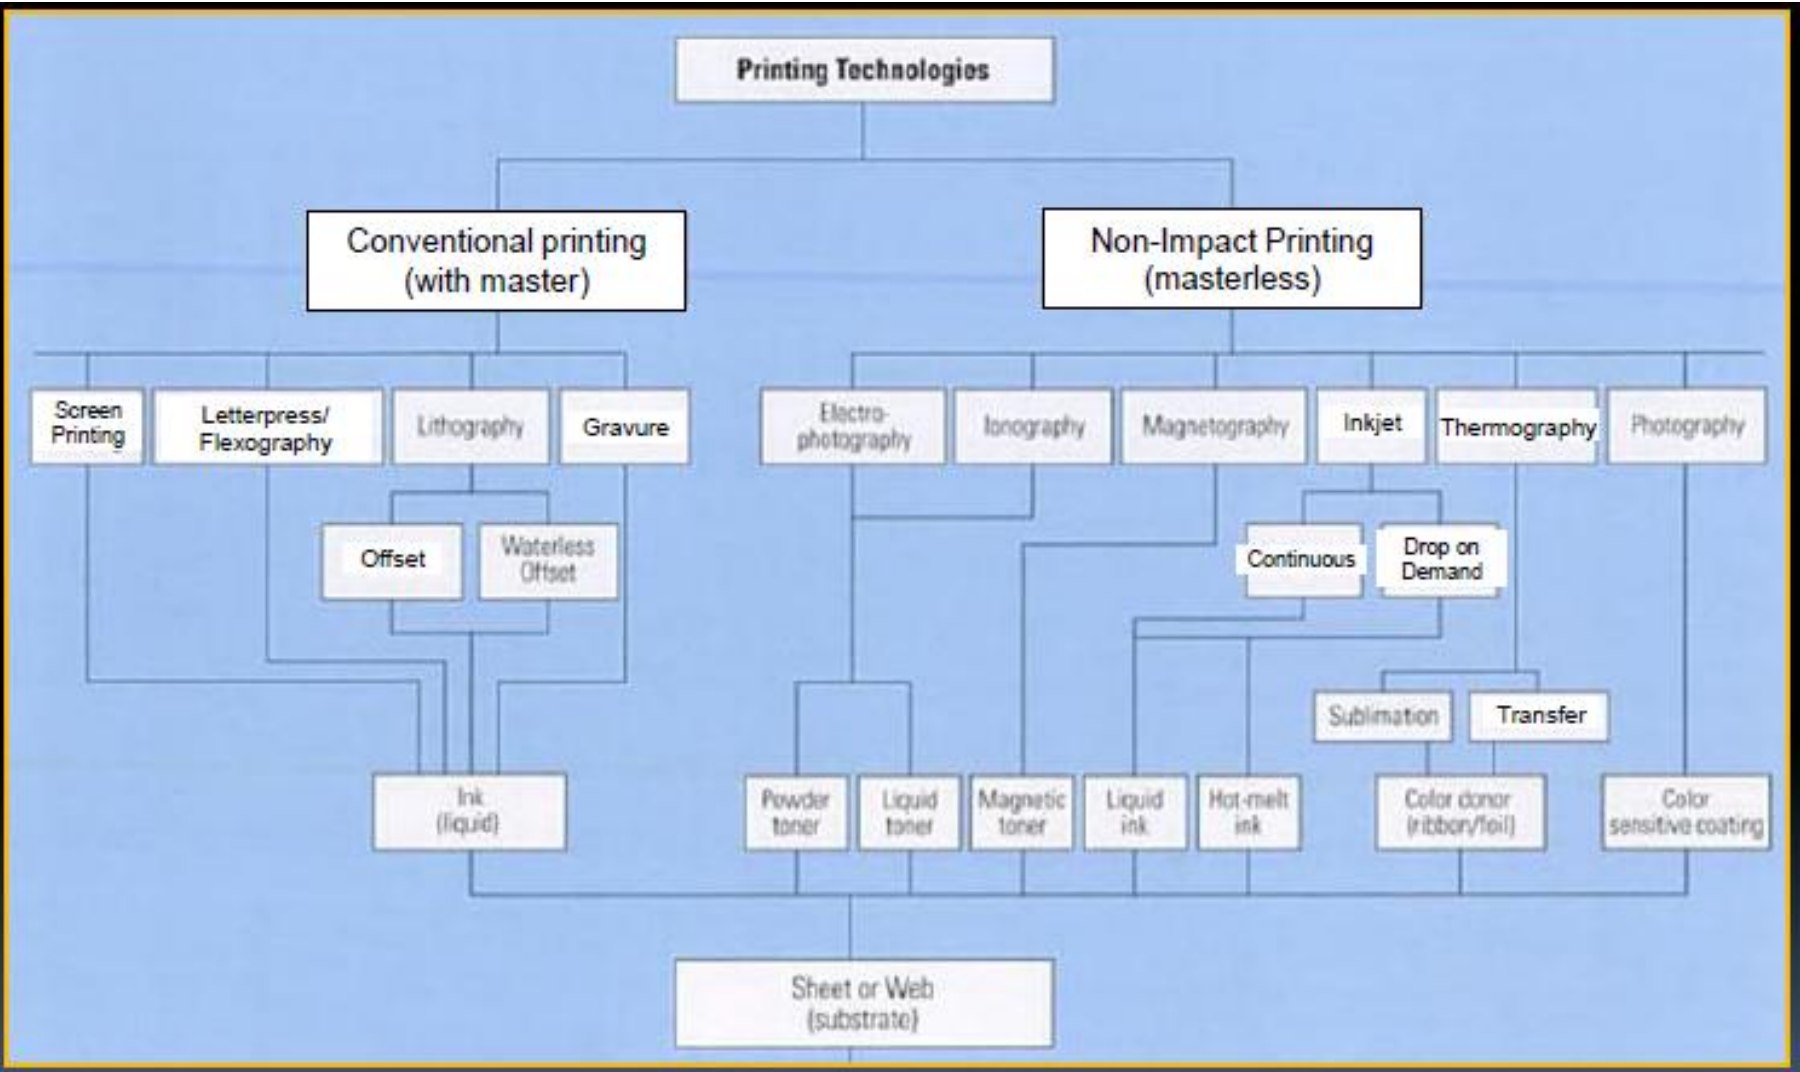 Printing Technologies
Conventional printing
(with master)
Non-Impact Printing
(masterless)
Screen
Printing
Letterpress/
Flexography
Lithography
Gravure
Electro-
photography
Ionography
Magnetography
Inkjet
Thermography
Photography
Offset
Waterless
Offset
Continuous
Drop on
Demand
Sublimation
Transfer
Ink
(liquid)
Powder
toner
Liquid
toner
Magnetic
toner
Liquid
ink
Hot-melt
ink
Color donor
(ribbon/foil)
Color
sensitive coating
Sheet or Web
(substrate)